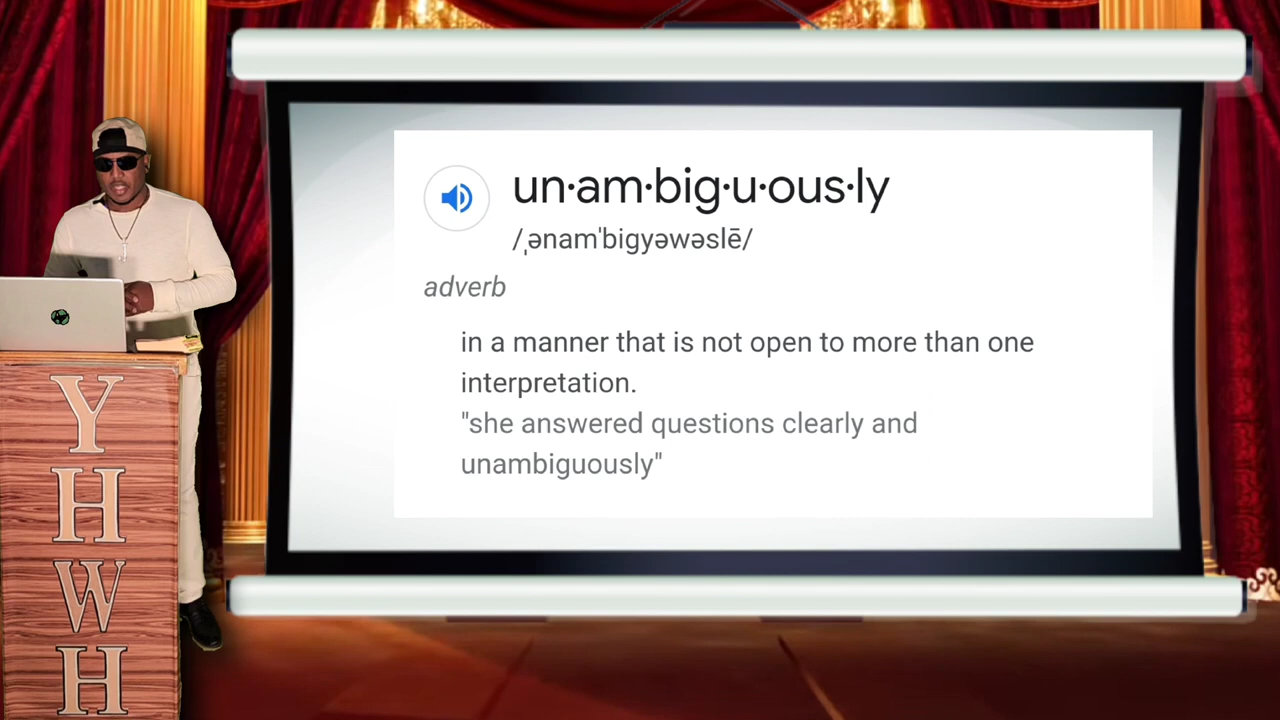 un·am·big·u·ous·ly
/ˌənamˈbigyəwəslē/
adverb
in a manner that is not open to more than one
interpretation.
"she answered questions clearly and
unambiguously"
Y
H
W
H